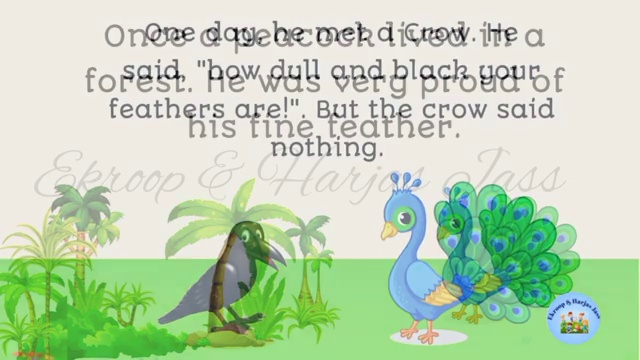 Once a peacock lived in a
forest. he was very proud of
his fine feather.
One day, he met a Crow. He
said, "how dull and black your
feathers are!". But the crow said
nothing.
Ekroop & Harjas Jass
Ekroop & Harjas Jass